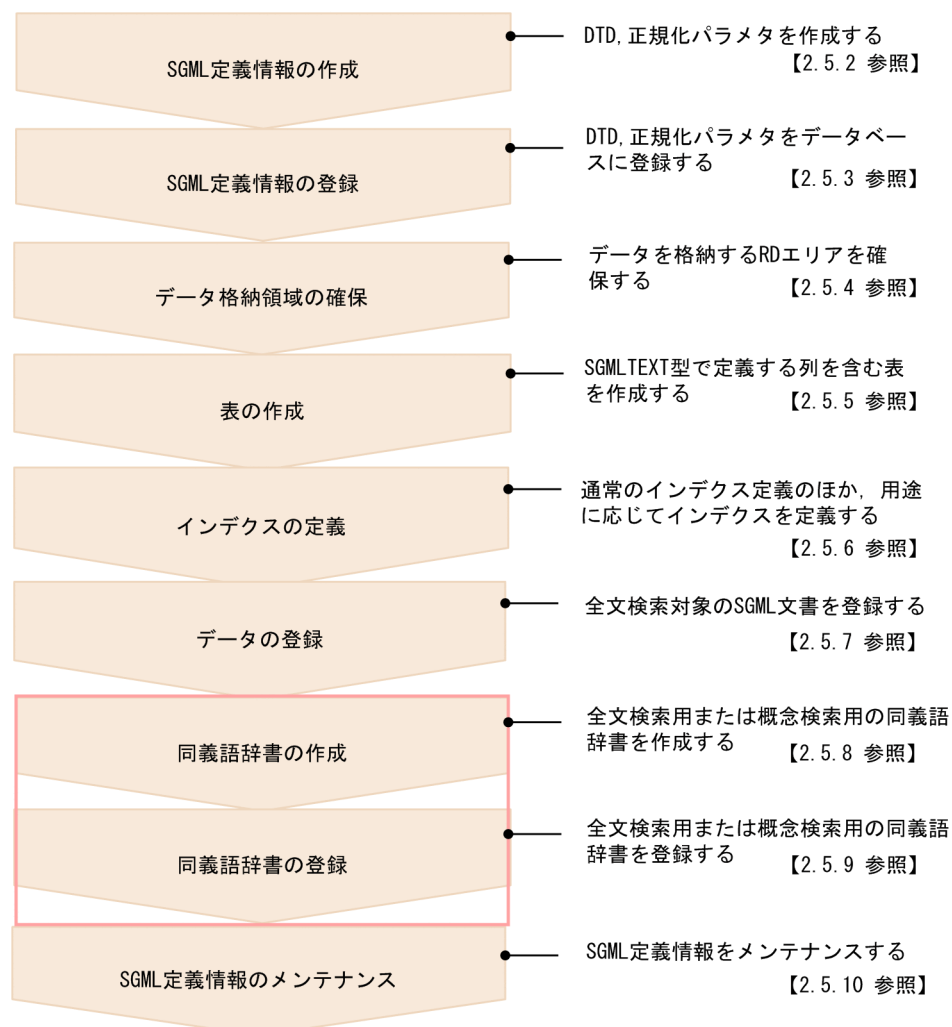 SGML定義情報の作成
DTD,正規化パラメタを作成する
【2.5.2 参照】
SGML定義情報の登録
DTD,正規化パラメタをデータベー
スに登録する
【2.5.3 参照】
データ格納領域の確保
データを格納するRDエリアを確
保する
【2.5.4 参照】
表の作成
SGMLTEXT型で定義する列を含む表
を作成する
【2.5.5 参照】
インデクスの定義
通常のインデクス定義のほか,用途
に応じてインデクスを定義する
【2.5.6 参照】
データの登録
全文検索対象のSGML文書を登録する
【2.5.7 参照】
同義語辞書の作成
全文検索用または概念検索用の同義語
辞書を作成する
【2.5.8 参照】
同義語辞書の登録
全文検索用または概念検索用の同義語
辞書を登録する
【2.5.9 参照】
SGML定義情報のメンテナンス
SGML定義情報をメンテナンスする
【2.5.10 参照】